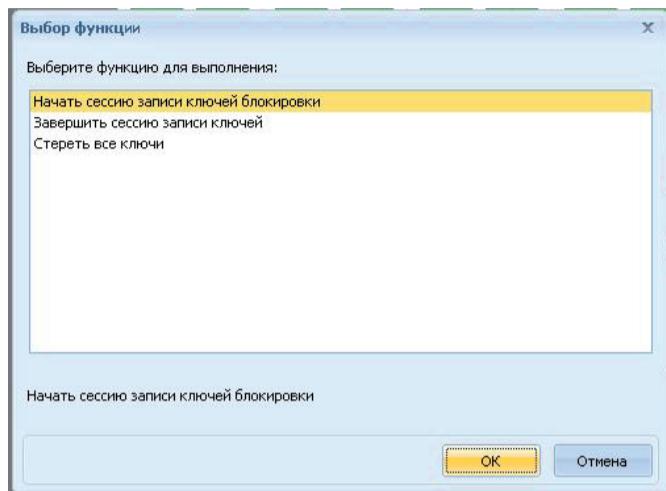 Выбор функции
Выберите функцию для выполнения:
Начать сессию записи ключей блокировки
Завершить сессию записи ключей
Стереть все ключи
Начать сессию записи ключей блокировки
OK
Отмена